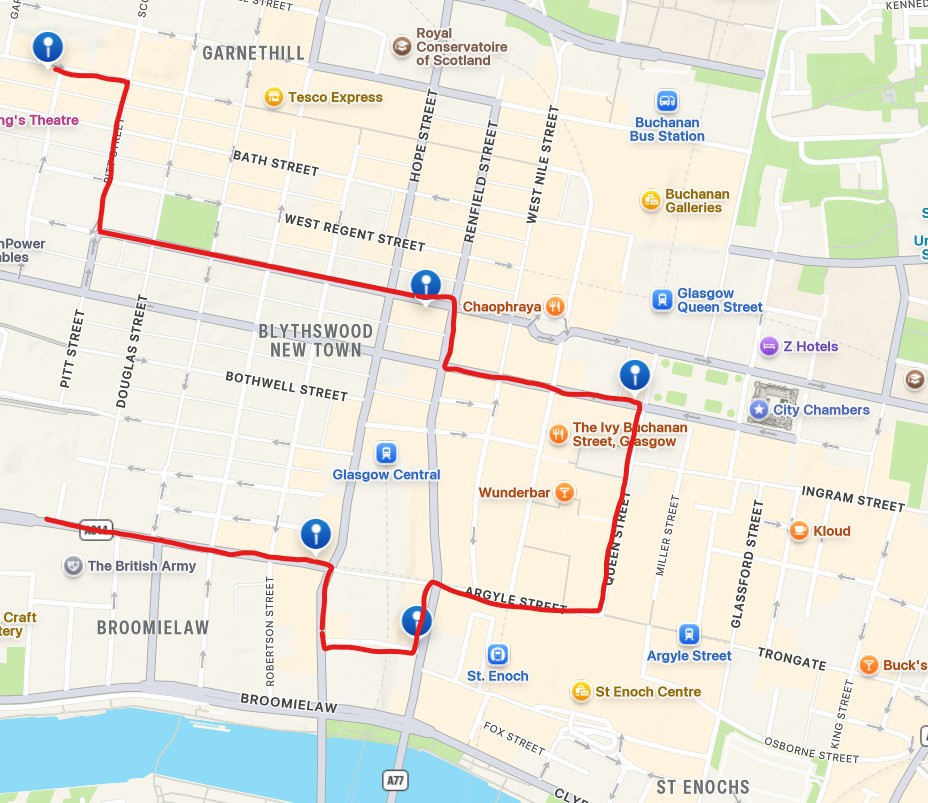 GARNETHILL
Royal
Conservatoire
of Scotland
KENNED
Tesco Express
Buchanan
Bus Station
ng's Theatre
PITT STREET
HOPE STREET
RENFIELD STREET
WEST NILE STREET
BATH STREET
Buchanan
Galleries
WEST REGENT STREET
nPower
bles
Chaophraya
Glasgow
Queen Street
BLYTHSWOOD
NEW TOWN
Z Hotels
PITT STREET
DOUGLAS STREET
BOTHWELL STREET
City Chambers
The Ivy Buchanan
Street, Glasgow
Glasgow Central
Wunderbar
INGRAM STREET
QUEEN STREET
MILLER STREET
GLASSFORD STREET
Kloud
A814
The British Army
ROBERTSON STREET
ARGYLE STREET
Craft
tery
BROOMIELAW
Argyle Street
TRONGATE
Buck's
St. Enoch
St Enoch Centre
KING STREET
BROOMIELAW
FOX STREET
OSBORNE STREET
A77
ST ENOCHS
CLY